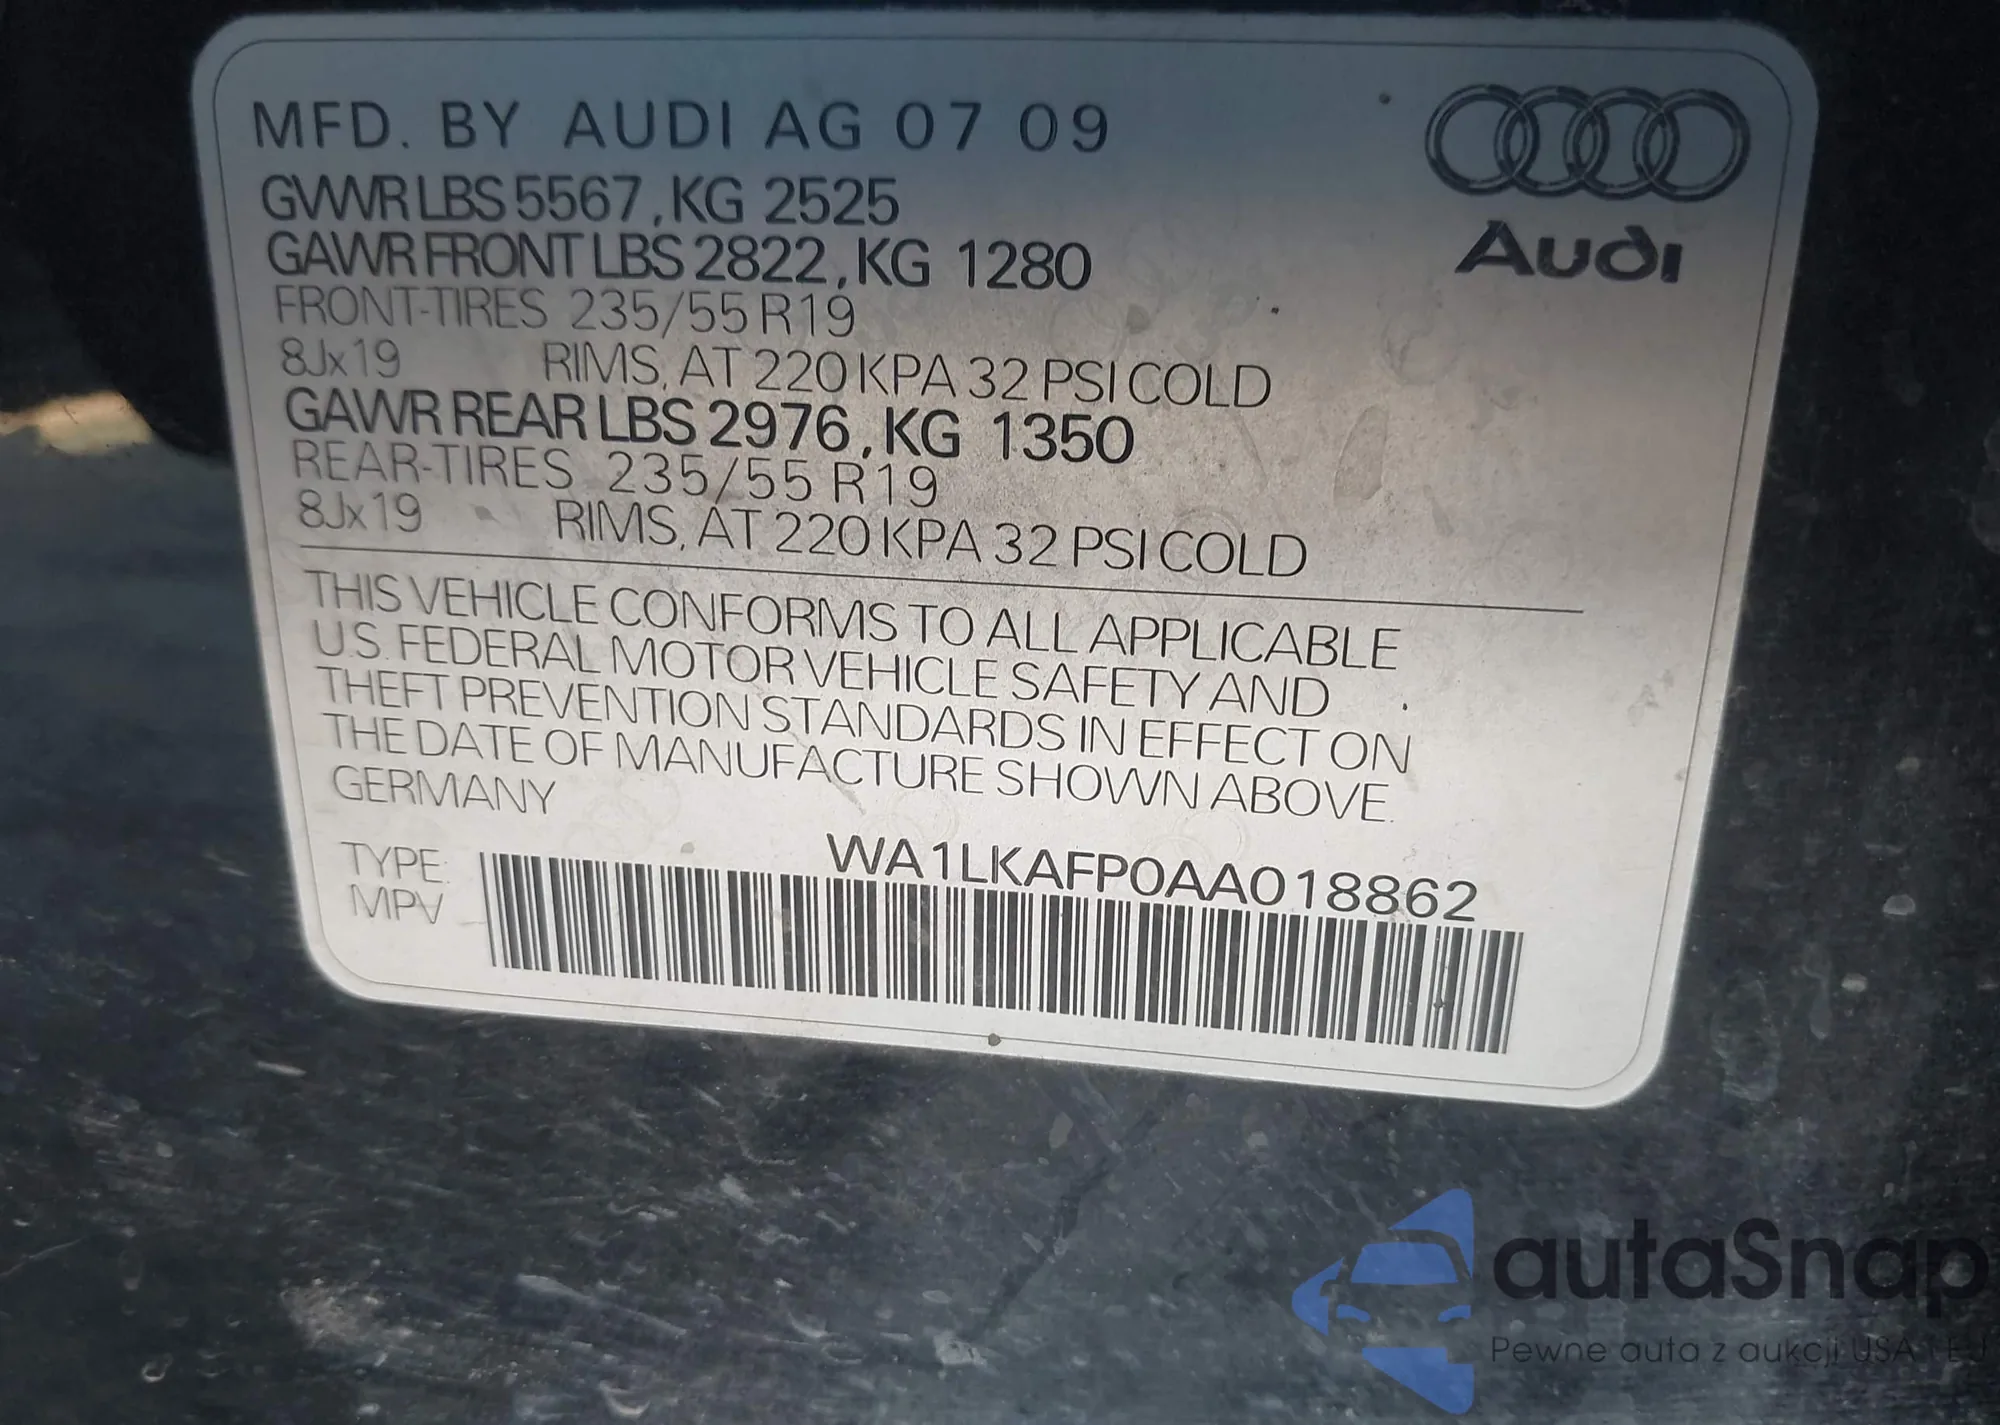 MFD. BY AUDI AG 07 09
GVWR LBS 5567, KG 2525
GAWR FRONT LBS 2822, KG 1280
FRONT-TIRES 235/55 R19
8Jx19 RIMS, AT 220 KPA 32 PSI COLD
GAWR REAR LBS 2976, KG 1350
REAR-TIRES 235/55 R19
8Jx19 RIMS, AT 220 KPA 32 PSI COLD
Audi
THIS VEHICLE CONFORMS TO ALL APPLICABLE
U.S. FEDERAL MOTOR VEHICLE SAFETY AND
THEFT PREVENTION STANDARDS IN EFFECT ON
THE DATE OF MANUFACTURE SHOWN ABOVE.
GERMANY
TYPE:
MPV
WA1LKAFP0AA018862
autaSnap
Pewne auta z aukcji USA i EU